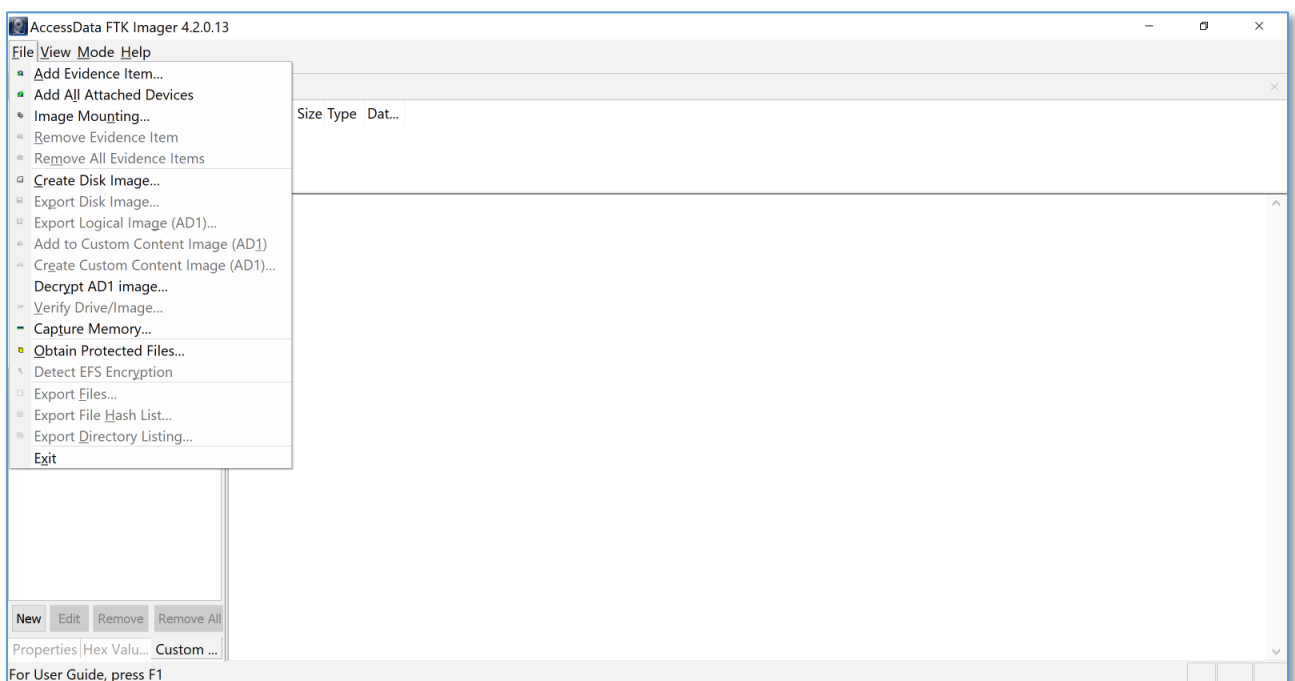 AccessData FTK Imager 4.2.0.13
File View Mode Help
Add Evidence Item...
Add All Attached Devices
Image Mounting...
Remove Evidence Item
Remove All Evidence Items
Create Disk Image...
Export Disk Image...
Export Logical Image (AD1)...
Add to Custom Content Image (AD1)
Create Custom Content Image (AD1)...
Decrypt AD1 image...
Verify Drive/Image...
Capture Memory...
Obtain Protected Files...
Detect EFS Encryption
Export Files...
Export File Hash List...
Export Directory Listing...
Exit
Size Type Dat...
New Edit Remove Remove All
Properties Hex Valu... Custom ...
For User Guide, press F1